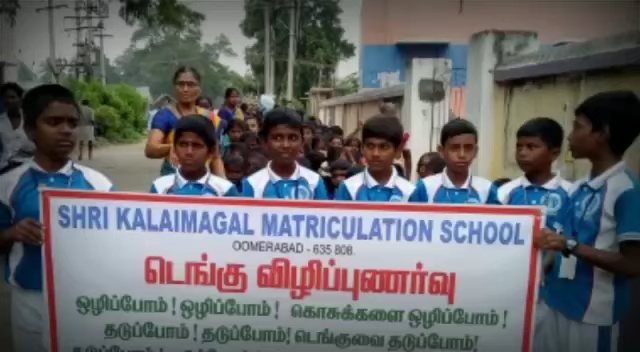 SHRI KALAIMAGAL MATRICULATION SCHOOL
OOMERABAD - 635 808.
டெங்கு விழிப்புணர்வு
ஒழிப்போம் ! ஒழிப்போம் ! கொசுக்களை ஒழிப்போம் !
தடுப்போம் ! தடுப்போம்! டெங்குவை தடுப்போம்!